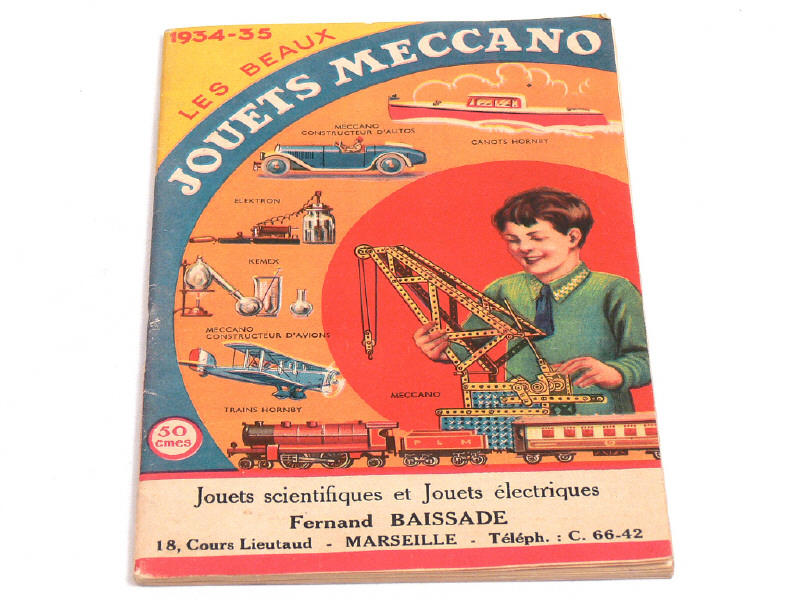 1934-35
LES BEAUX
JOUETS MECCANO
CANOTS HORNBY
MECCANO
CONSTRUCTEUR D'AUTOS
ELEKTRON
KEMEX
MECCANO
CONSTRUCTEUR D'AVIONS
TRAINS HORNBY
MECCANO
50
cmes
P L M
Jouets scientifiques et Jouets électriques
Fernand BAISSADE
18, Cours Lieutaud - MARSEILLE - Téléph. : C. 66-42